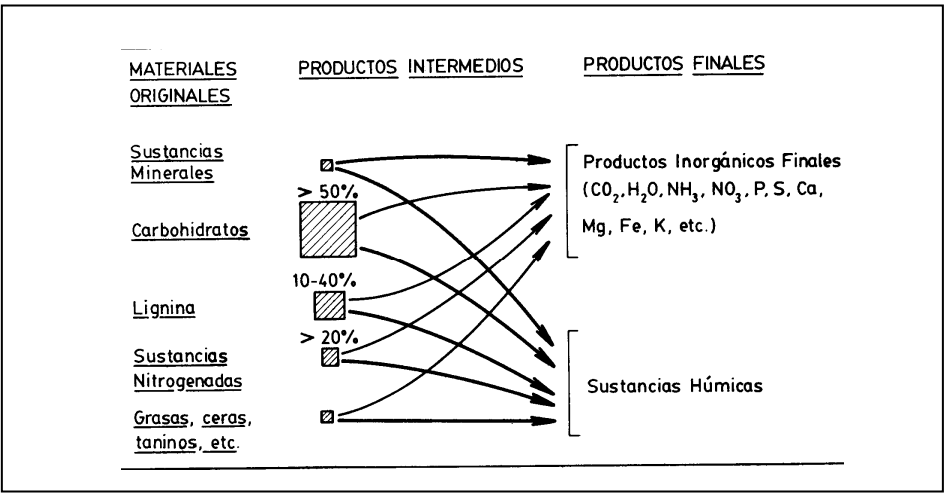 MATERIALES ORIGINALES
PRODUCTOS INTERMEDIOS
PRODUCTOS FINALES
Sustancias
Minerales
> 50%
Carbohidratos
10-40%
Lignina
> 20%
Sustancias
Nitrogenadas
Grasas, ceras,
taninos, etc.
Productos Inorgánicos Finales
(CO₂, H₂O, NH₃, NO₃, P, S, Ca,
Mg, Fe, K, etc.)
Sustancias Húmicas